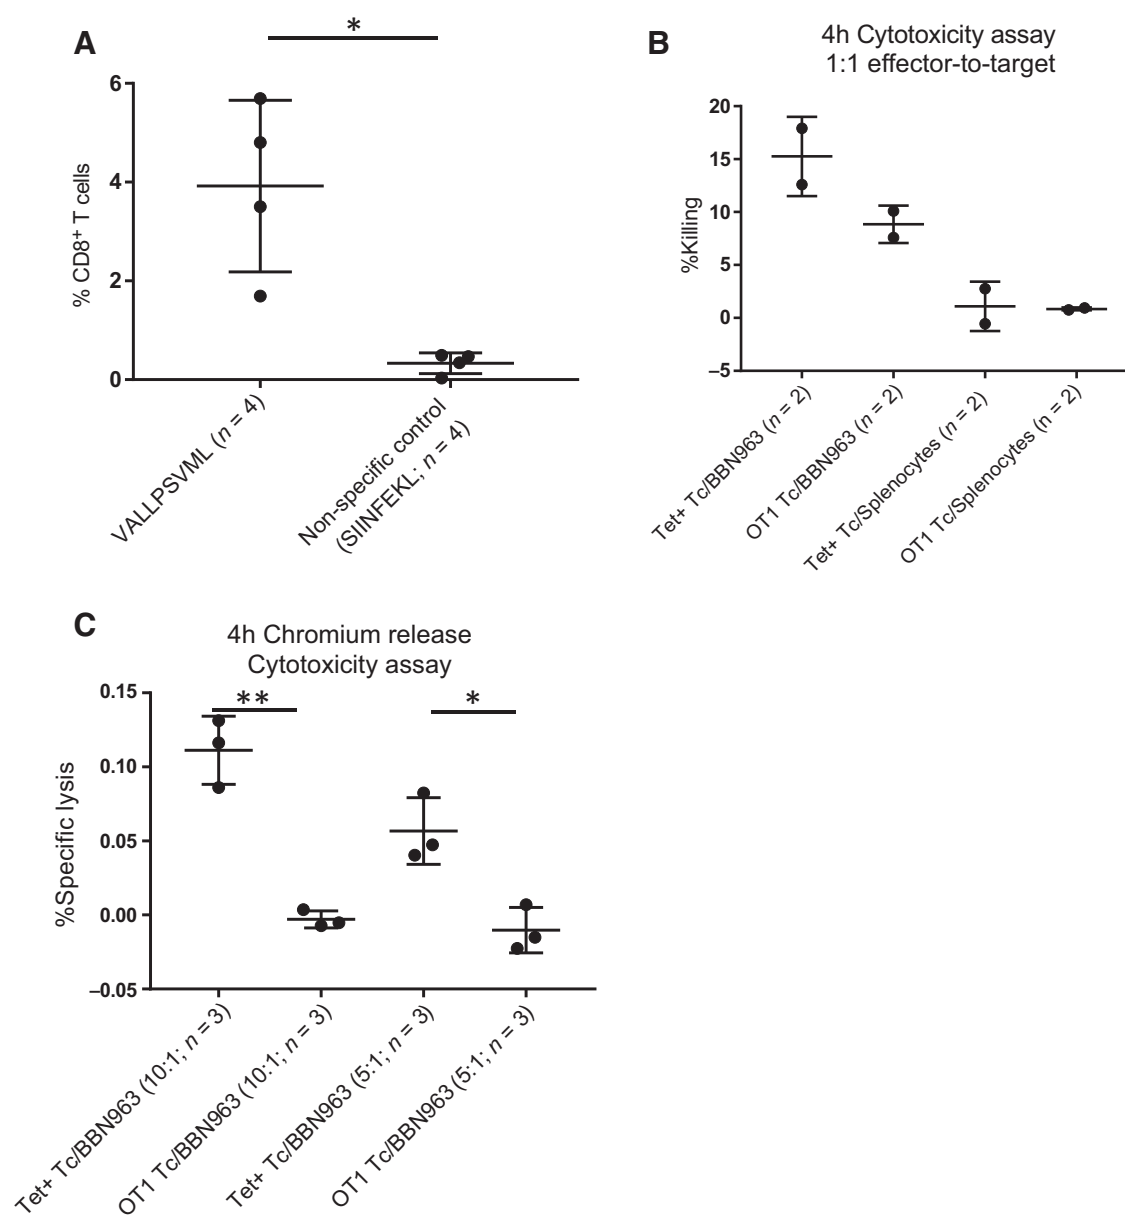 A
*
6
4
2
0
% CD8+ T cells
VALLPSVML (n = 4)
Non-specific control
(SIINFEKL; n = 4)
B
4h Cytotoxicity assay
1:1 effector-to-target
20
15
10
5
0
–5
%Killing
Tet+ Tc/BBN963 (n = 2)
OT1 Tc/BBN963 (n = 2)
Tet+ Tc/Splenocytes (n = 2)
OT1 Tc/Splenocytes (n = 2)
C
4h Chromium release
Cytotoxicity assay
**
*
0.15
0.10
0.05
0.00
–0.05
%Specific lysis
Tet+ Tc/BBN963 (10:1; n = 3)
OT1 Tc/BBN963 (10:1; n = 3)
Tet+ Tc/BBN963 (5:1; n = 3)
OT1 Tc/BBN963 (5:1; n = 3)